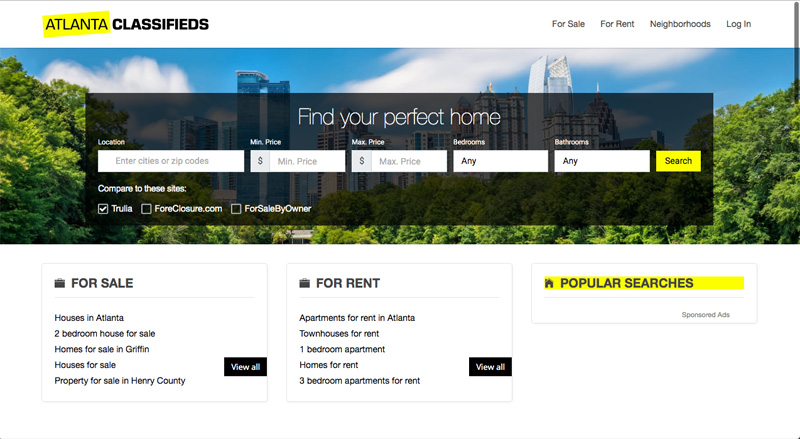 ATLANTA CLASSIFIEDS
For Sale For Rent Neighborhoods Log In
Find your perfect home
Location Min. Price Max. Price Bedrooms Bathrooms
Enter cities or zip codes $ Min. Price $ Max. Price Any Any Search
Compare to these sites:
Trulia ForeClosure.com ForSaleByOwner
FOR SALE
Houses in Atlanta
2 bedroom house for sale
Homes for sale in Griffin
Houses for sale
View all
Property for sale in Henry County
FOR RENT
Apartments for rent in Atlanta
Townhouses for rent
1 bedroom apartment
Homes for rent
View all
3 bedroom apartments for rent
POPULAR SEARCHES
Sponsored Ads